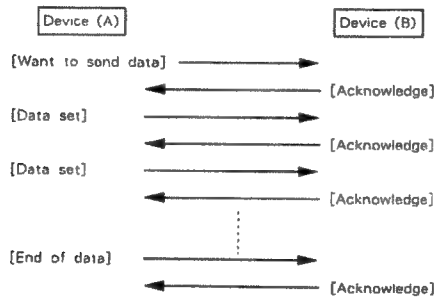 Device (A) Device (B)
[Want to sond data]
[Acknowledge]
[Data set]
[Acknowledge]
[Data set]
[Acknowledge]
[End of data]
[Acknowledge]